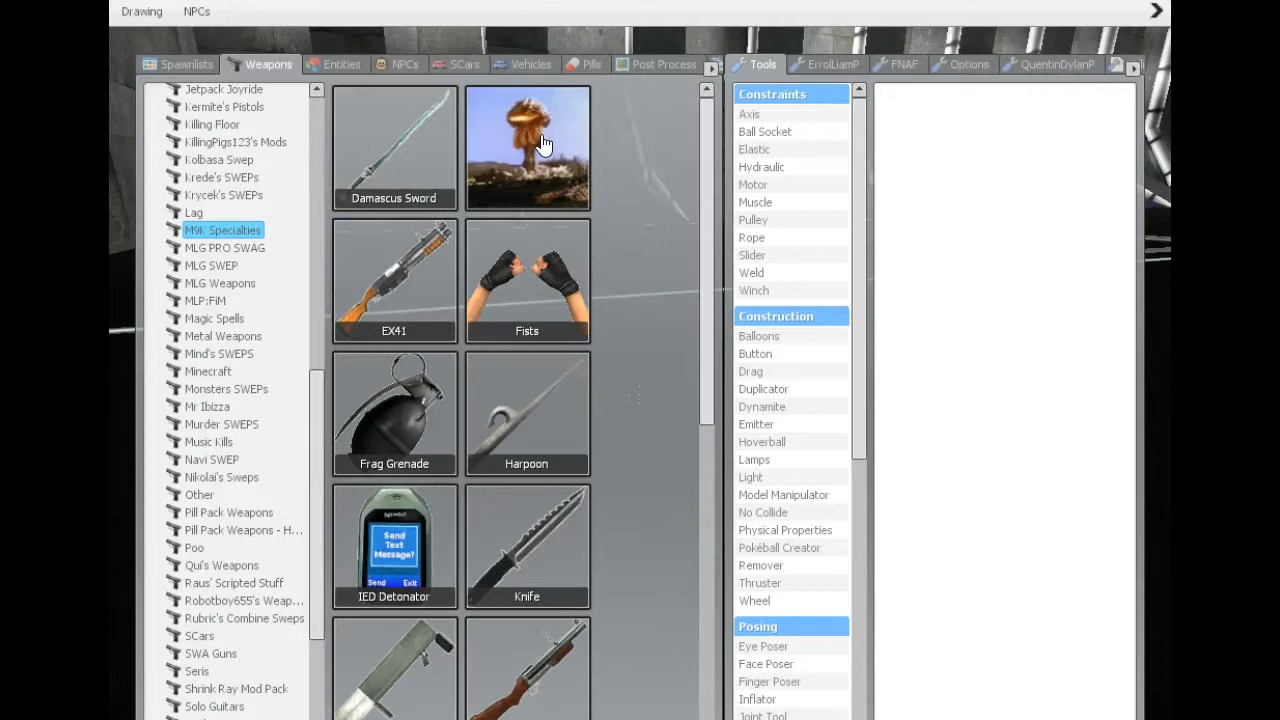 Drawing NPCs
Spawnlists Weapons Entities NPCs SCars Vehicles Pills Post Process
Tools ErrolLiamP FNAF Options QuentinDylanP
Jetpack Joyride
Kermite's Pistols
Killing Floor
KillingPigs123's Mods
Kolbasa Swep
Krede's SWEPs
Krycek's SWEPs
Lag
M9k Specialties
MLG PRO SWAG
MLG SWEP
MLG Weapons
MLP:FiM
Magic Spells
Metal Weapons
Mind's SWEPS
Minecraft
Monsters SWEPs
Mr Ibizza
Murder SWEPS
Music Kills
Navi SWEP
Nikolai's Sweps
Other
Pill Pack Weapons
Pill Pack Weapons - H...
Poo
Qui's Weapons
Raus' Scripted Stuff
Robotboy655's Weap...
Rubric's Combine Sweps
SCars
SWA Guns
Seris
Shrink Ray Mod Pack
Solo Guitars
Damascus Sword
EX41
Fists
Frag Grenade
Harpoon
Send
Text
Message?
Send Exit
IED Detonator
Knife
Constraints
Axis
Ball Socket
Elastic
Hydraulic
Motor
Muscle
Pulley
Rope
Slider
Weld
Winch
Construction
Balloons
Button
Drag
Duplicator
Dynamite
Emitter
Hoverball
Lamps
Light
Model Manipulator
No Collide
Physical Properties
Pokéball Creator
Remover
Thruster
Wheel
Posing
Eye Poser
Face Poser
Finger Poser
Inflator
Joint Tool